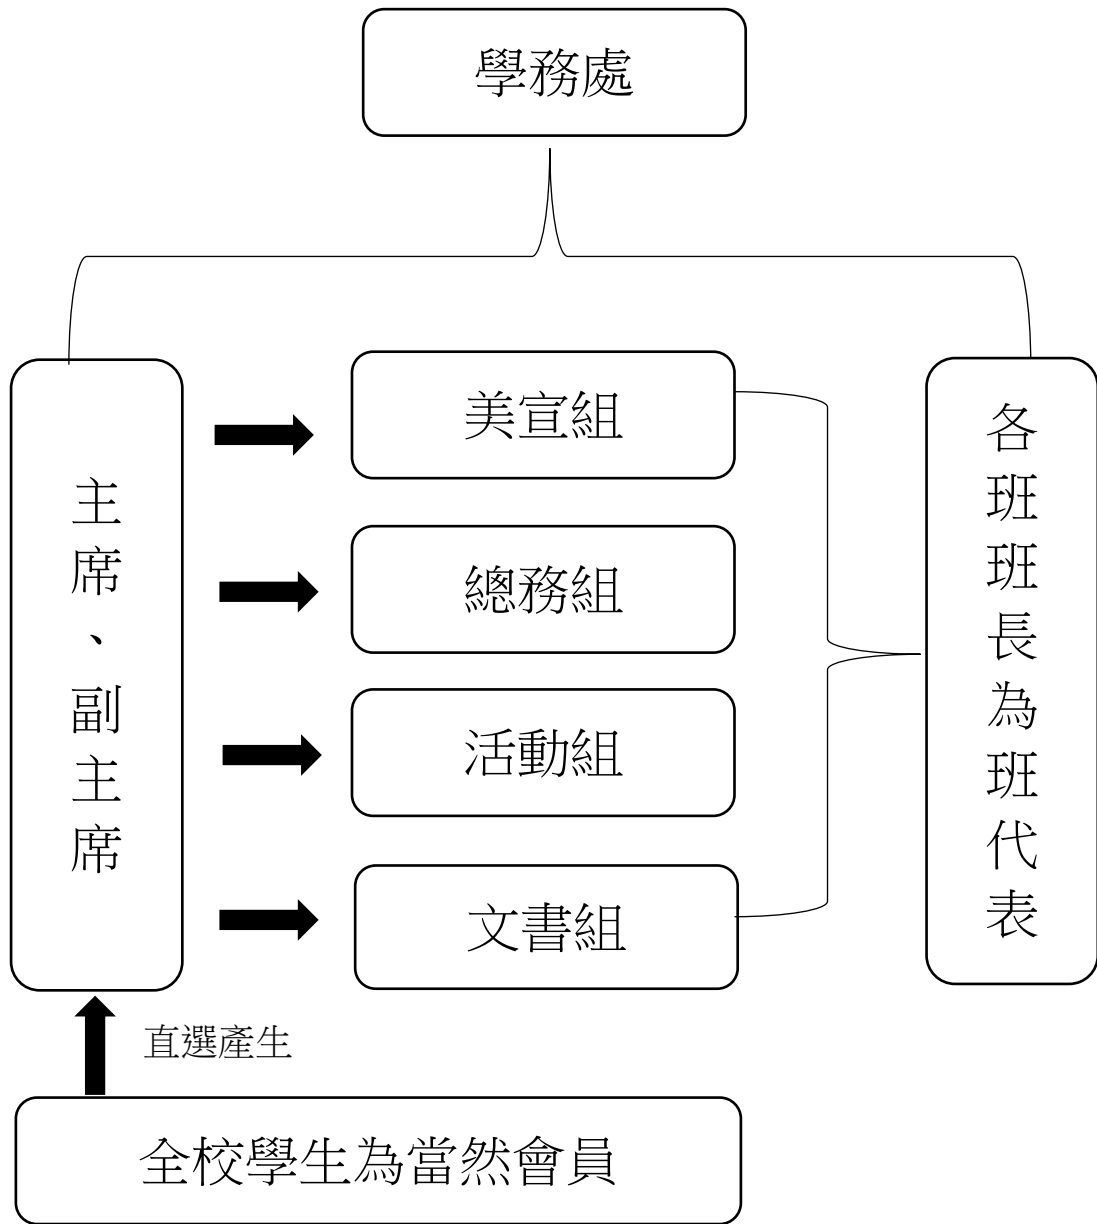 學務處
主席、副主席
美宣組
總務組
活動組
文書組
各班班長為班代表
直選產生
全校學生為當然會員